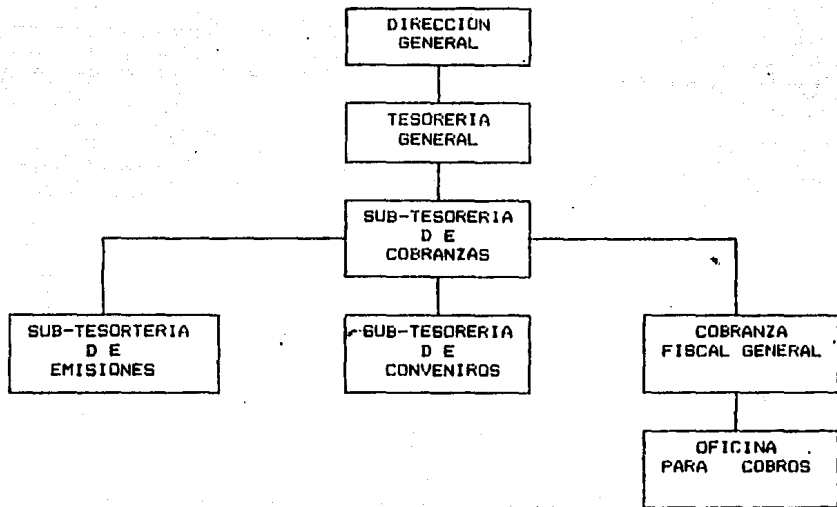 DIRECCION
GENERAL
TESORERIA
GENERAL
SUB-TESORERIA
D E
COBRANZAS
SUB-TESORTERIA
D E
EMISIONES
SUB-TESORERIA
D E
CONVENIROS
COBRANZA
FISCAL GENERAL
OFICINA
PARA COBROS